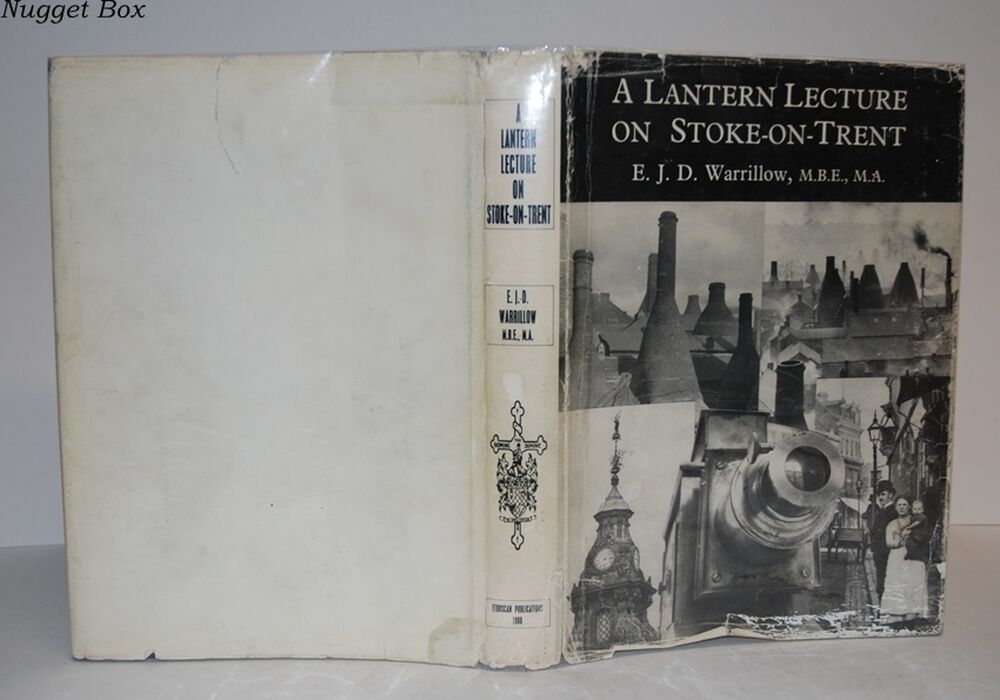 Nugget Box
A
LANTERN
LECTURE
ON
STOKE-ON-TRENT
E. J. D.
WARRILLOW
M.B.E., M.A.
ETRUSCAN PUBLICATIONS
A LANTERN LECTURE
ON STOKE-ON-TRENT
E. J. D. Warrillow, M.B.E., M.A.